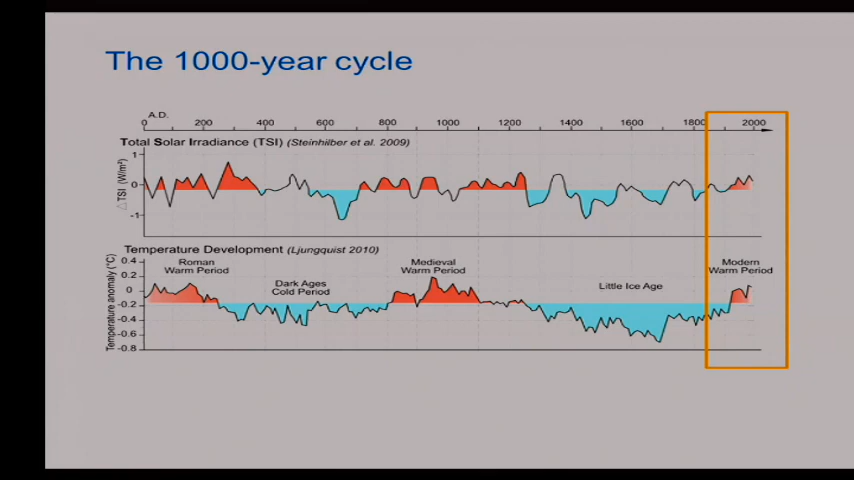 The 1000-year cycle
A.D.
0 200 400 600 800 1000 1200 1400 1600 1800 2000
Total Solar Irradiance (TSI) (Steinhilber et al. 2009)
△TSI (W/m²)
1
0
-1
Temperature Development (Ljungquist 2010)
Temperature anomaly (°C)
0.4
0.2
0
-0.2
-0.4
-0.6
-0.8
Roman
Warm Period
Dark Ages
Cold Period
Medieval
Warm Period
Little Ice Age
Modern
Warm Period